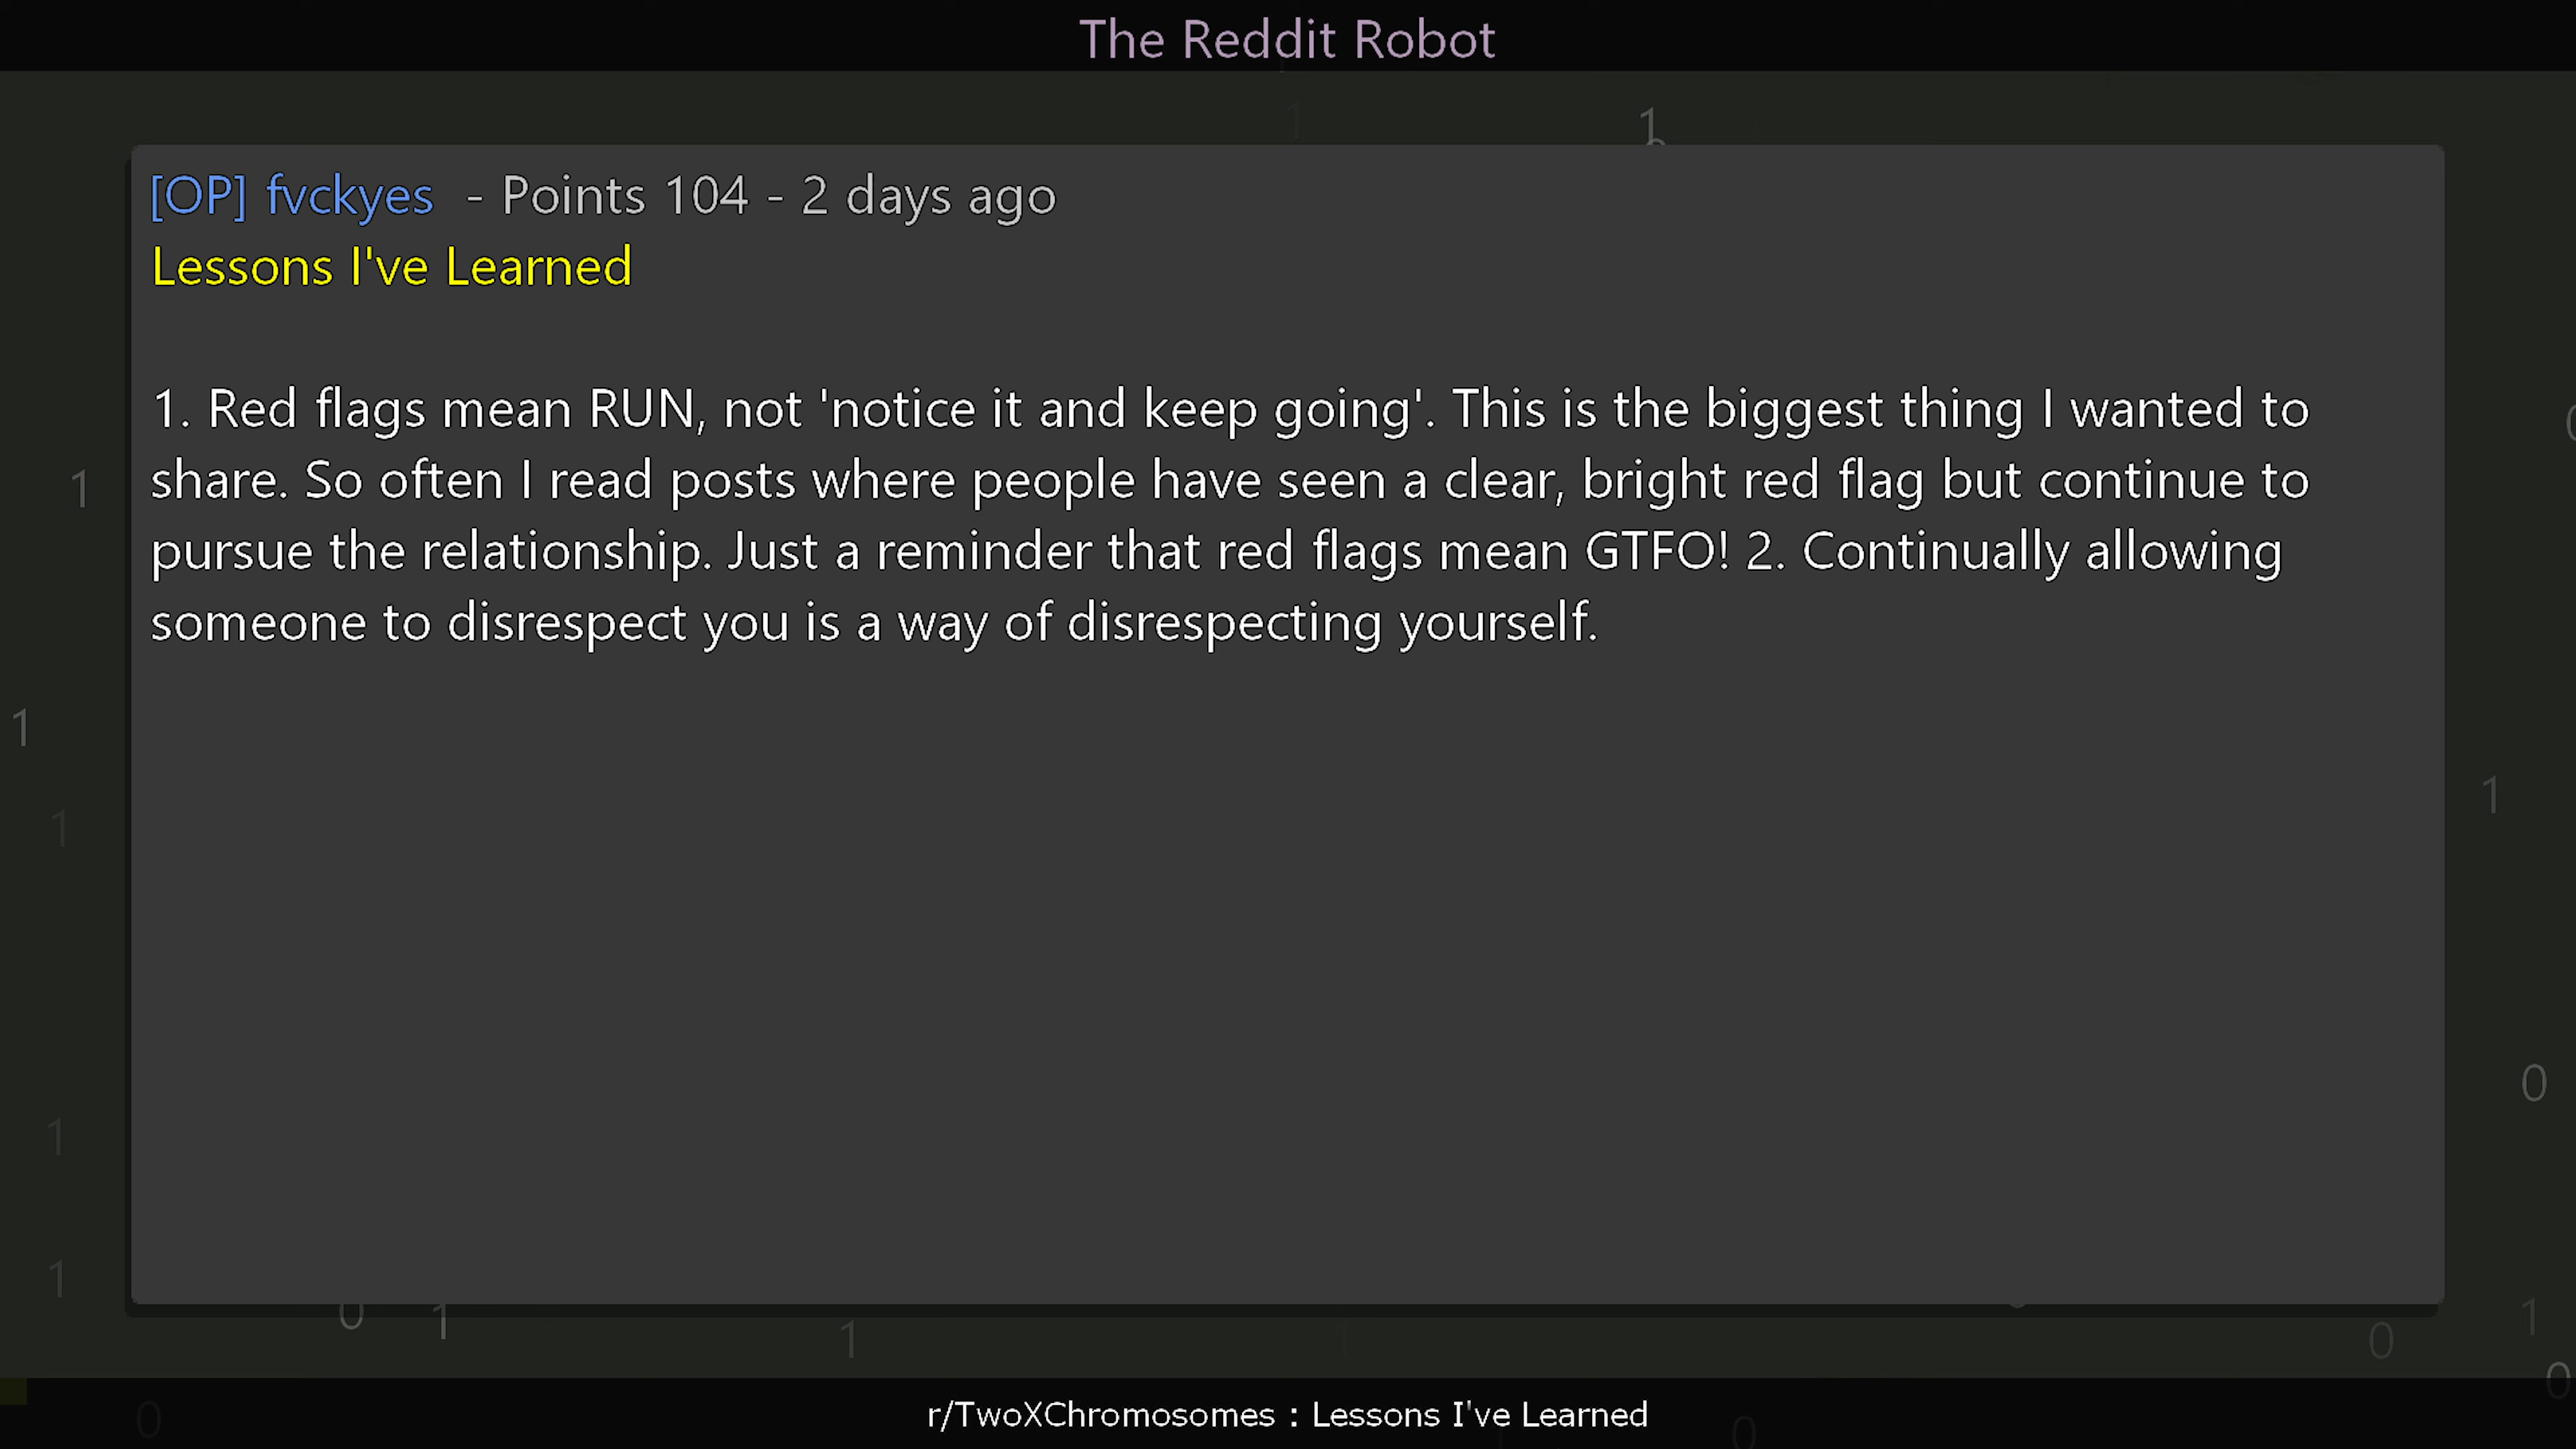 The Reddit Robot
[OP] fvckyes - Points 104 - 2 days ago
Lessons I've Learned
1. Red flags mean RUN, not 'notice it and keep going'. This is the biggest thing I wanted to
share. So often I read posts where people have seen a clear, bright red flag but continue to
pursue the relationship. Just a reminder that red flags mean GTFO! 2. Continually allowing
someone to disrespect you is a way of disrespecting yourself.
r/TwoXChromosomes : Lessons I've Learned